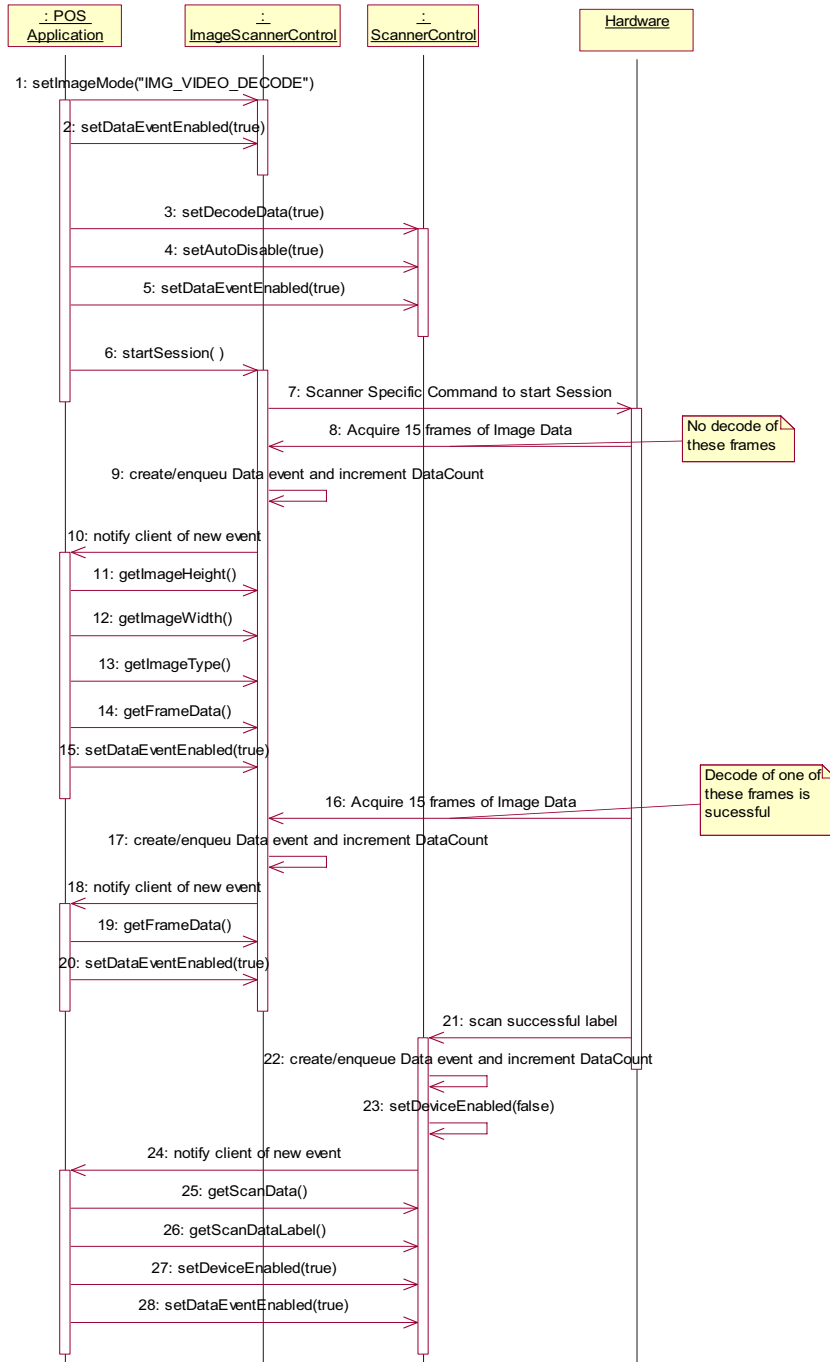 : POS
Application
:
ImageScannerControl
:
ScannerControl
Hardware
1: setImageMode("IMG_VIDEO_DECODE")
2: setDataEventEnabled(true)
3: setDecodeData(true)
4: setAutoDisable(true)
5: setDataEventEnabled(true)
6: startSession( )
7: Scanner Specific Command to start Session
8: Acquire 15 frames of Image Data
No decode of
these frames
9: create/enqueu Data event and increment DataCount
10: notify client of new event
11: getImageHeight()
12: getImageWidth()
13: getImageType()
14: getFrameData()
15: setDataEventEnabled(true)
Decode of one of
these frames is
sucessful
16: Acquire 15 frames of Image Data
17: create/enqueu Data event and increment DataCount
18: notify client of new event
19: getFrameData()
20: setDataEventEnabled(true)
21: scan successful label
22: create/enqueue Data event and increment DataCount
23: setDeviceEnabled(false)
24: notify client of new event
25: getScanData()
26: getScanDataLabel()
27: setDeviceEnabled(true)
28: setDataEventEnabled(true)